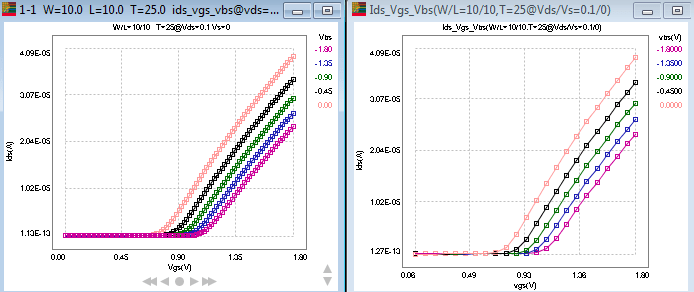 1-1 W=10.0 L=10.0 T=25.0 ids_vgs_vbs@vds=...
W/L=10/10 T=25@Vds=0.1 Vs=0
Vbs
-1.80
-1.35
-0.90
-0.45
0.00
4.09E-05
3.07E-05
2.04E-05
1.02E-05
1.13E-13
Ids(A)
0.00 0.45 0.90 1.35 1.80
Vgs(V)
Ids_Vgs_Vbs(W/L=10/10,T=25@Vds/Vs=0.1/0)
Ids_Vgs_Vbs(W/L=10/10,T=25@Vds/Vs=0.1/0)
vbs(V)
-1.8000
-1.3500
-0.9000
-0.4500
0.0000
4.09E-05
3.07E-05
2.04E-05
1.02E-05
1.27E-13
Ids(A)
0.06 0.50 0.93 1.36 1.80
vgs(V)